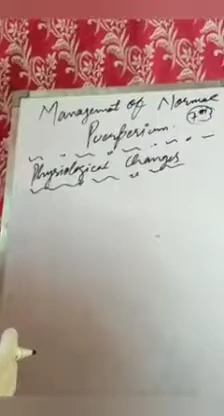 Management of Normal
Puerperium.
Physiological changes